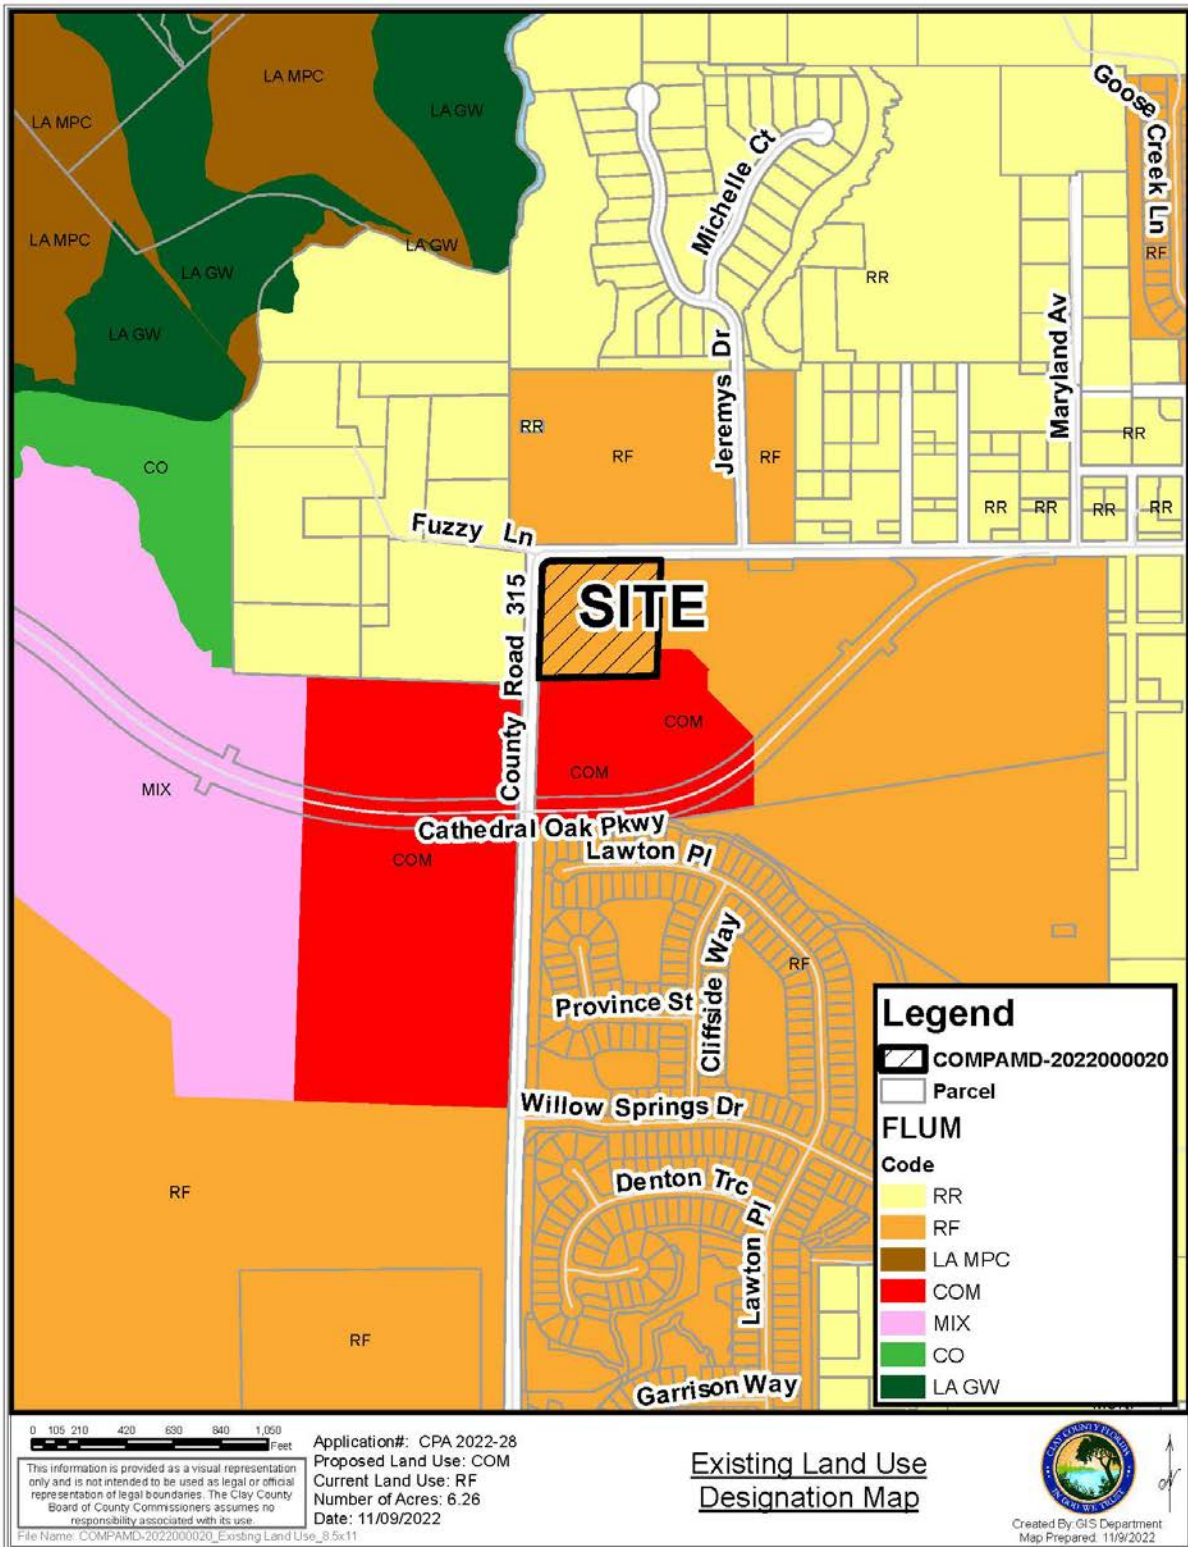 LA MPC
LA MPC
LA GW
LA MPC
LA GW
LA GW
LA GW
CO
Michelle Ct
Goose Creek Ln
RF
RR
Maryland Av
Jeremys Dr
RR
RF
RF
RR
RR
RR
RR
RR
Fuzzy Ln
SITE
County Road 315
COM
COM
MIX
COM
Cathedral Oak Pkwy
Lawton Pl
Cliffside Way
RF
Province St
Willow Springs Dr
Denton Trc
Lawton Pl
Garrison Way
RF
RF
Legend
COMPAMD-2022000020
Parcel
FLUM
Code
RR
RF
LA MPC
COM
MIX
CO
LA GW
0 105 210 420 630 840 1,050
Feet
This information is provided as a visual representation
only and is not intended to be used as legal or official
representation of legal boundaries. The Clay County
Board of County Commissioners assumes no
responsibility associated with its use.
File Name: COMPAMD-2022000020_Existing Land Use_8.5x11
Application#: CPA 2022-28
Proposed Land Use: COM
Current Land Use: RF
Number of Acres: 6.26
Date: 11/09/2022
Existing Land Use
Designation Map
CLAY COUNTY FLORIDA
IN GOD WE TRUST
N
Created By: GIS Department
Map Prepared: 11/9/2022